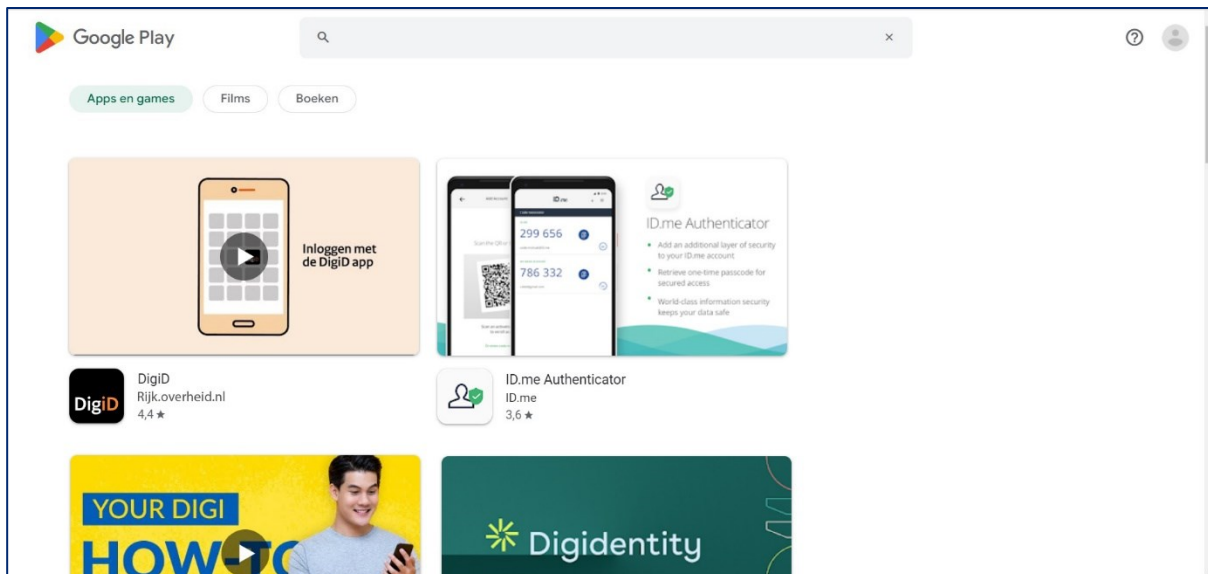 Google Play
Apps en games
Films
Boeken
Inloggen met
de DigiD app
ID.me
299 656
786 332
ID.me Authenticator
Add an additional layer of security
to your ID.me account
Retrieve one-time passcode for
secured access
World-class information security
keeps your data safe
DigiD
DigiD
Rijk.overheid.nl
4,4 ★
ID.me Authenticator
ID.me
3,6 ★
YOUR DIGI
HOW-TO
Digidentity